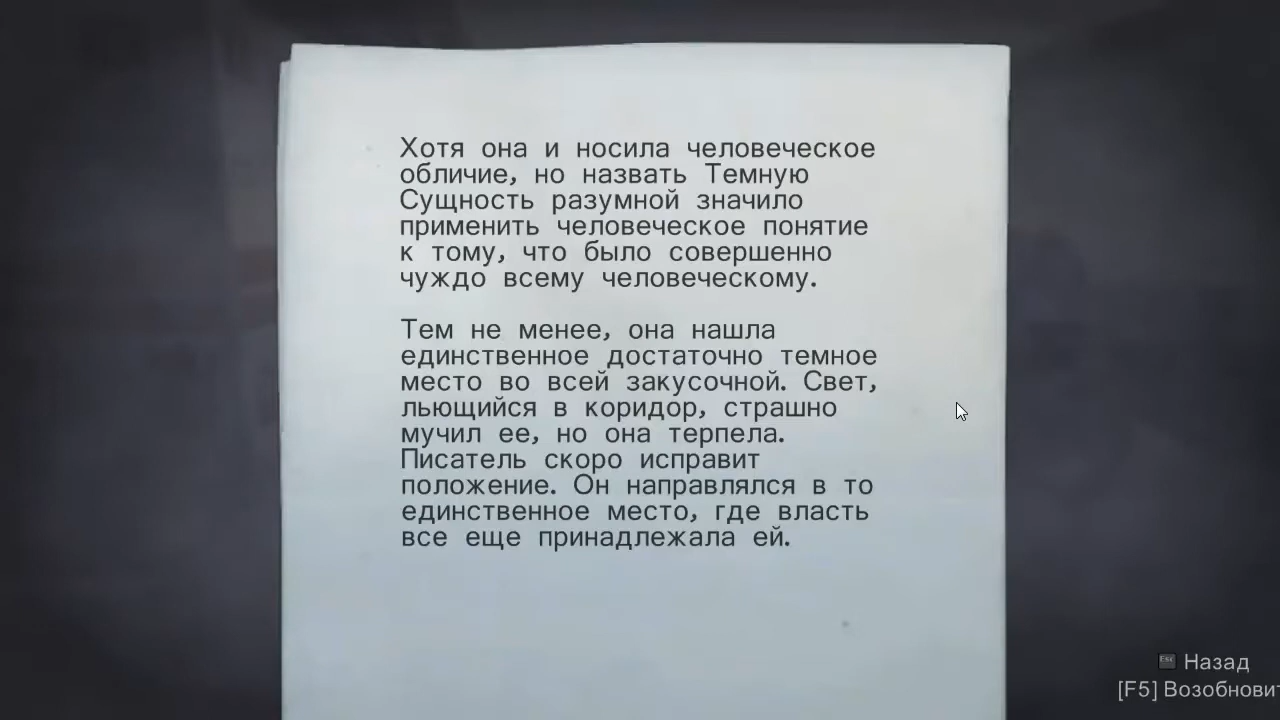 Хотя она и носила человеческое
обличие, но назвать Темную
Сущность разумной значило
применить человеческое понятие
к тому, что было совершенно
чуждо всему человеческому.
Тем не менее, она нашла
единственное достаточно темное
место во всей закусочной. Свет,
льющийся в коридор, страшно
мучил ее, но она терпела.
Писатель скоро исправит
положение. Он направлялся в то
единственное место, где власть
все еще принадлежала ей.
Esc Назад
[F5] Возобновит